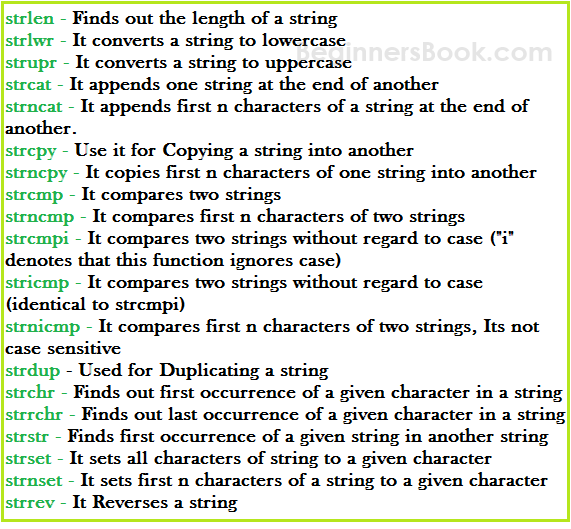 strlen - Finds out the length of a string
BeginnersBook.com
strlwr - It converts a string to lowercase
strupr - It converts a string to uppercase
strcat - It appends one string at the end of another
strncat - It appends first n characters of a string at the end of
another.
strcpy - Use it for Copying a string into another
strncpy - It copies first n characters of one string into another
strcmp - It compares two strings
strncmp - It compares first n characters of two strings
strcmpi - It compares two strings without regard to case ("i"
denotes that this function ignores case)
stricmp - It compares two strings without regard to case
(identical to strcmpi)
strnicmp - It compares first n characters of two strings, Its not
case sensitive
strdup - Used for Duplicating a string
strchr - Finds out first occurrence of a given character in a string
strrchr - Finds out last occurrence of a given character in a string
strstr - Finds first occurrence of a given string in another string
strset - It sets all characters of string to a given character
strnset - It sets first n characters of a string to a given character
strrev - It Reverses a string